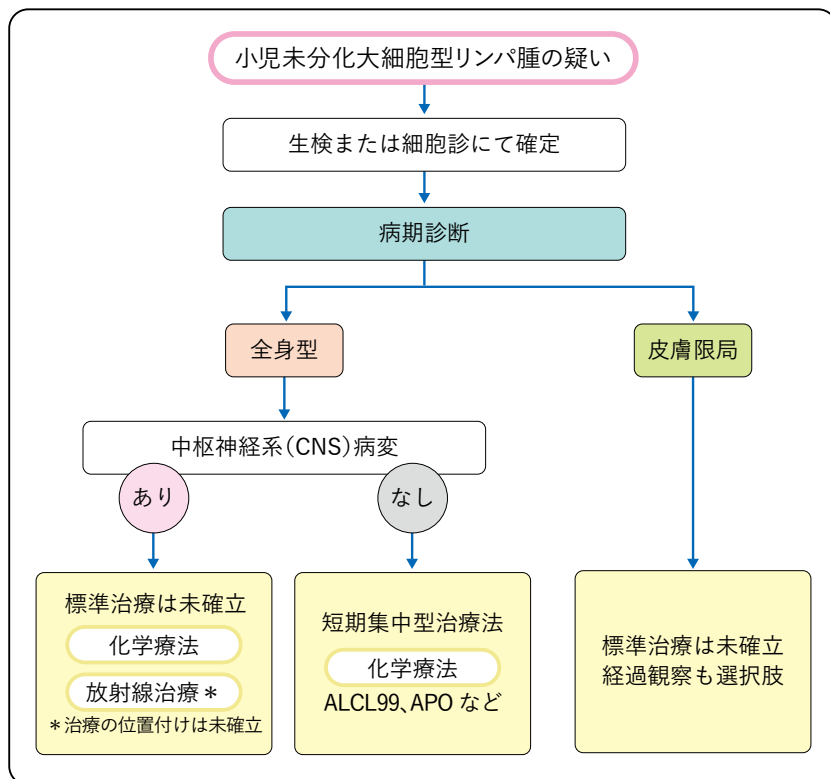 小児未分化大細胞型リンパ腫の疑い
生検または細胞診にて確定
病期診断
全身型
皮膚限局
中枢神経系(CNS)病変
あり
なし
標準治療は未確立
化学療法
放射線治療*
*治療の位置付けは未確立
短期集中型治療法
化学療法
ALCL99、APO など
標準治療は未確立
経過観察も選択肢